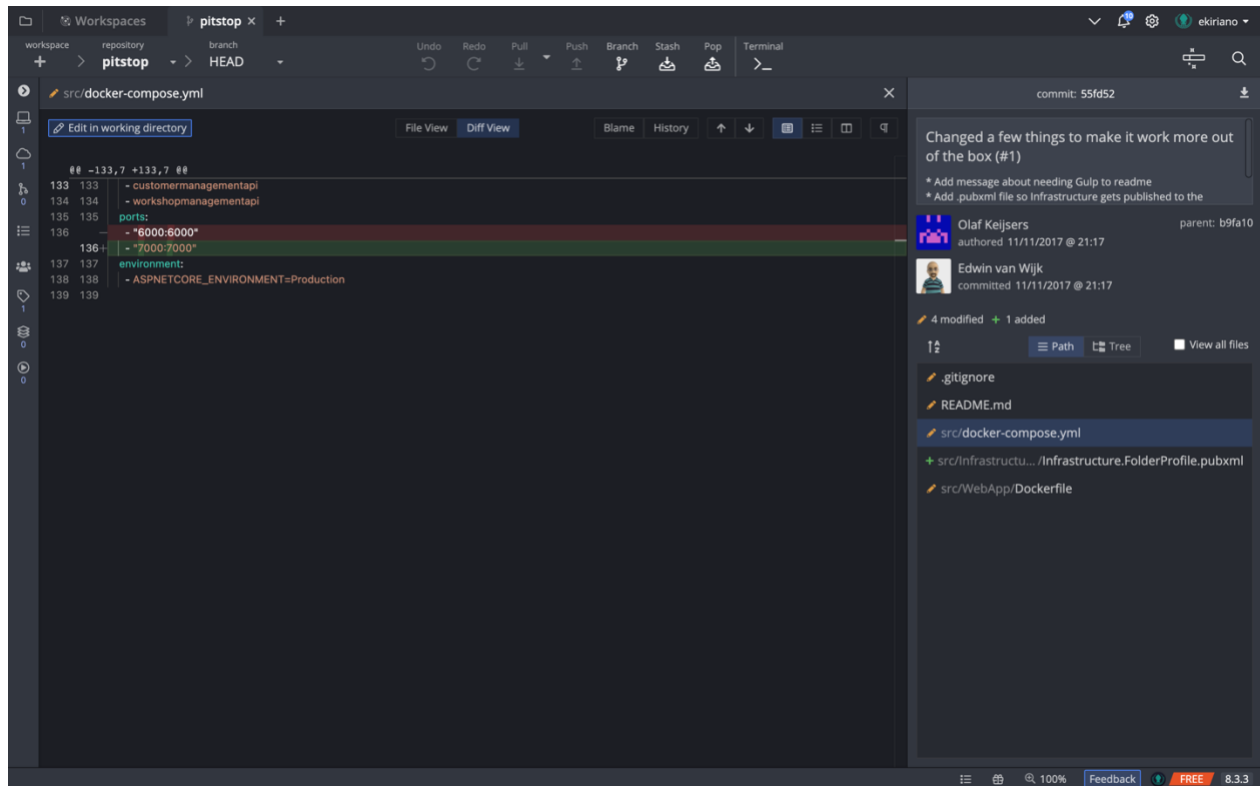 Workspaces
pitstop
ekiriano
10
workspace
repository
branch
pitstop
HEAD
Undo
Redo
Pull
Push
Branch
Stash
Pop
Terminal
src/docker-compose.yml
commit: 55fd52
Edit in working directory
File View
Diff View
Blame
History
@@ -133,7 +133,7 @@
133 133 - customermanagementapi
134 134 - workshopmanagementapi
135 135 ports:
136 — - "6000:6000"
136+ - "7000:7000"
137 137 environment:
138 138 - ASPNETCORE_ENVIRONMENT=Production
139 139
1
1
0
1
0
0
Changed a few things to make it work more out
of the box (#1)
* Add message about needing Gulp to readme
* Add .pubxml file so Infrastructure gets published to the
Olaf Keijsers
authored 11/11/2017 @ 21:17
parent: b9fa10
Edwin van Wijk
committed 11/11/2017 @ 21:17
4 modified + 1 added
Path
Tree
View all files
.gitignore
README.md
src/docker-compose.yml
+ src/Infrastructu... /Infrastructure.FolderProfile.pubxml
src/WebApp/Dockerfile
100%
Feedback
FREE
8.3.3